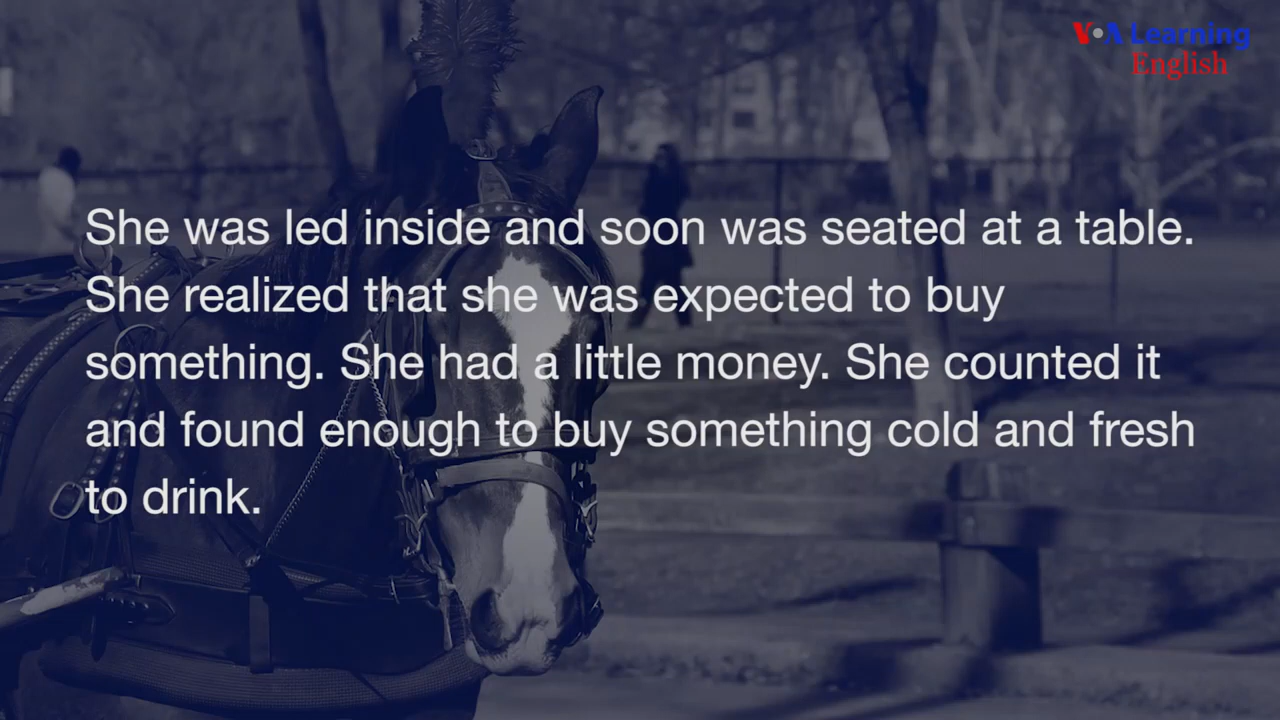 VOA Learning
English
She was led inside and soon was seated at a table.
She realized that she was expected to buy
something. She had a little money. She counted it
and found enough to buy something cold and fresh
to drink.